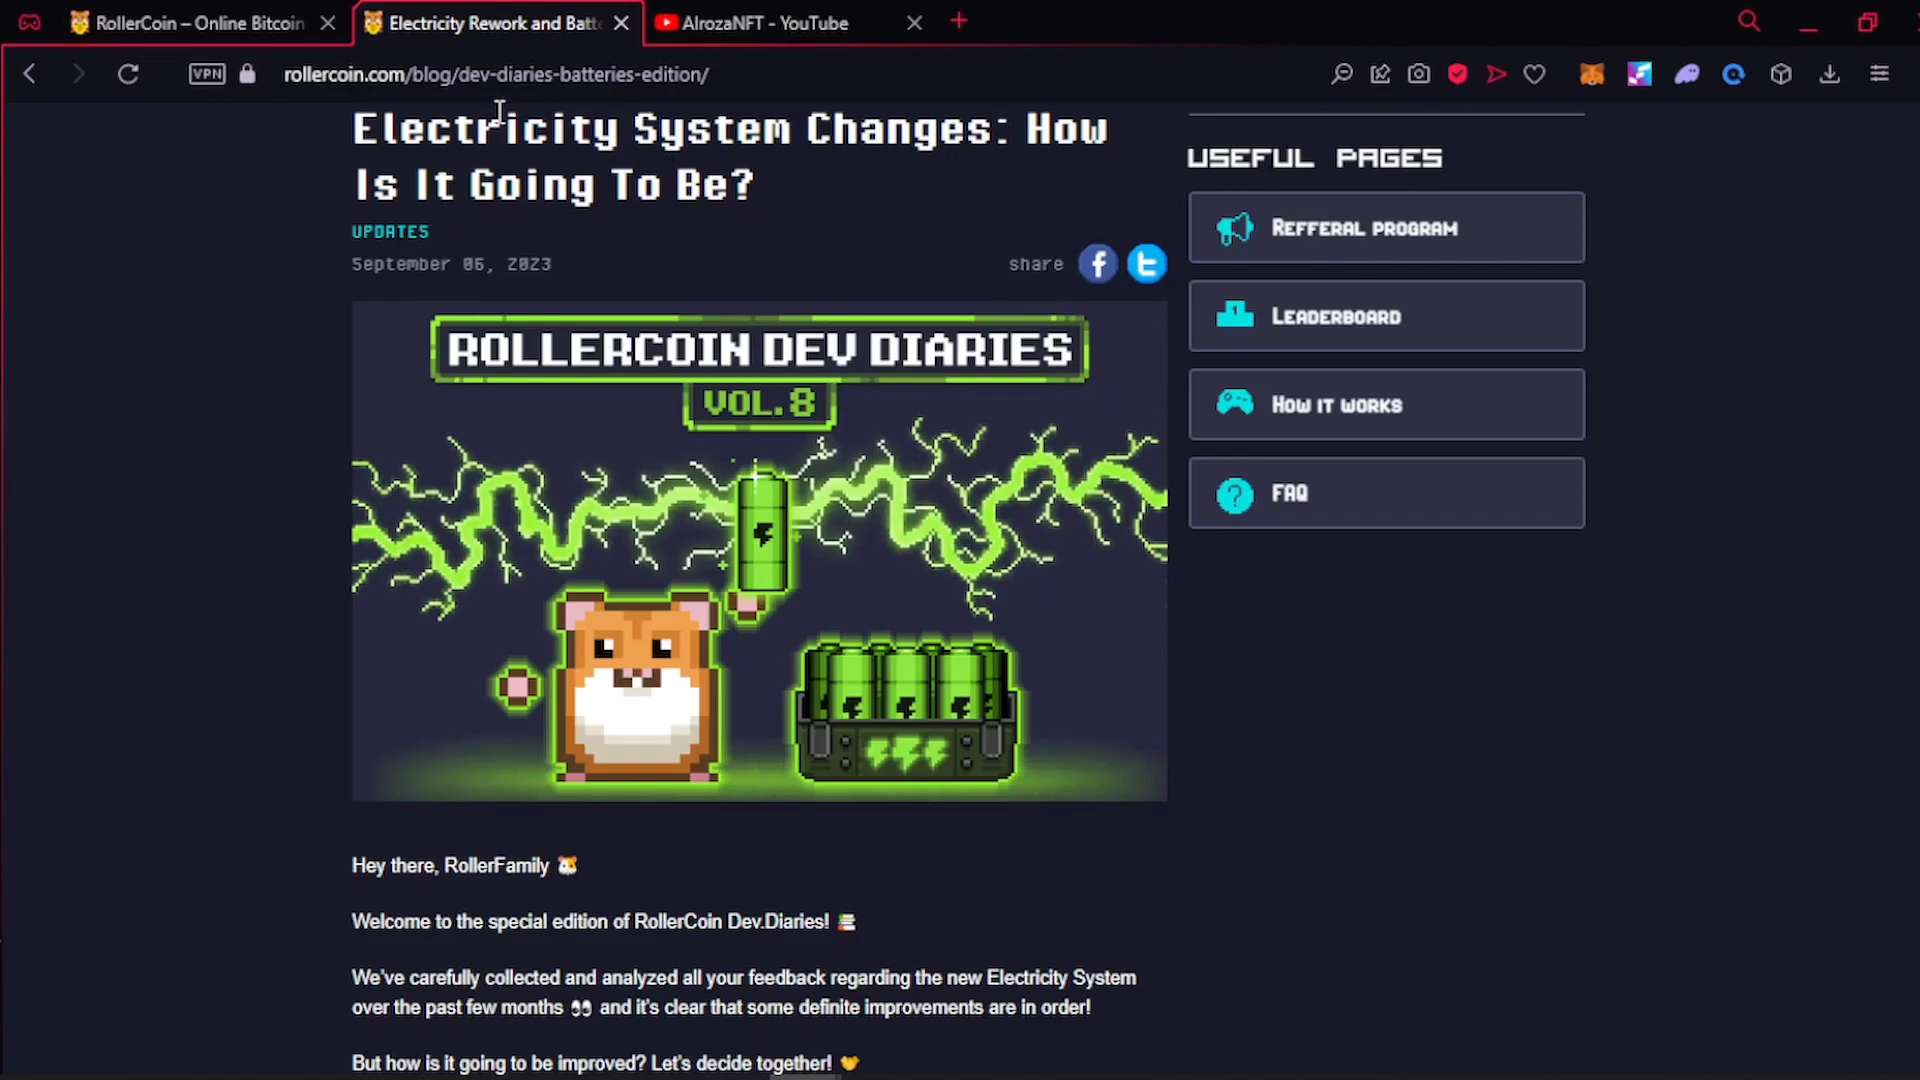 RollerCoin – Online Bitcoin
Electricity Rework and Batte
AlrozaNFT - YouTube
VPN
rollercoin.com/blog/dev-diaries-batteries-edition/
Electricity System Changes: How
Is It Going To Be?
UPDATES
September 06, 2023
share
ROLLERCOIN DEV DIARIES
VOL.8
Hey there, RollerFamily 🐹
Welcome to the special edition of RollerCoin Dev.Diaries! 📚
We've carefully collected and analyzed all your feedback regarding the new Electricity System
over the past few months 👀 and it's clear that some definite improvements are in order!
But how is it going to be improved? Let's decide together! 🤝
USEFUL PAGES
REFFERAL PROGRAM
LEADERBOARD
HOW IT WORKS
FAQ